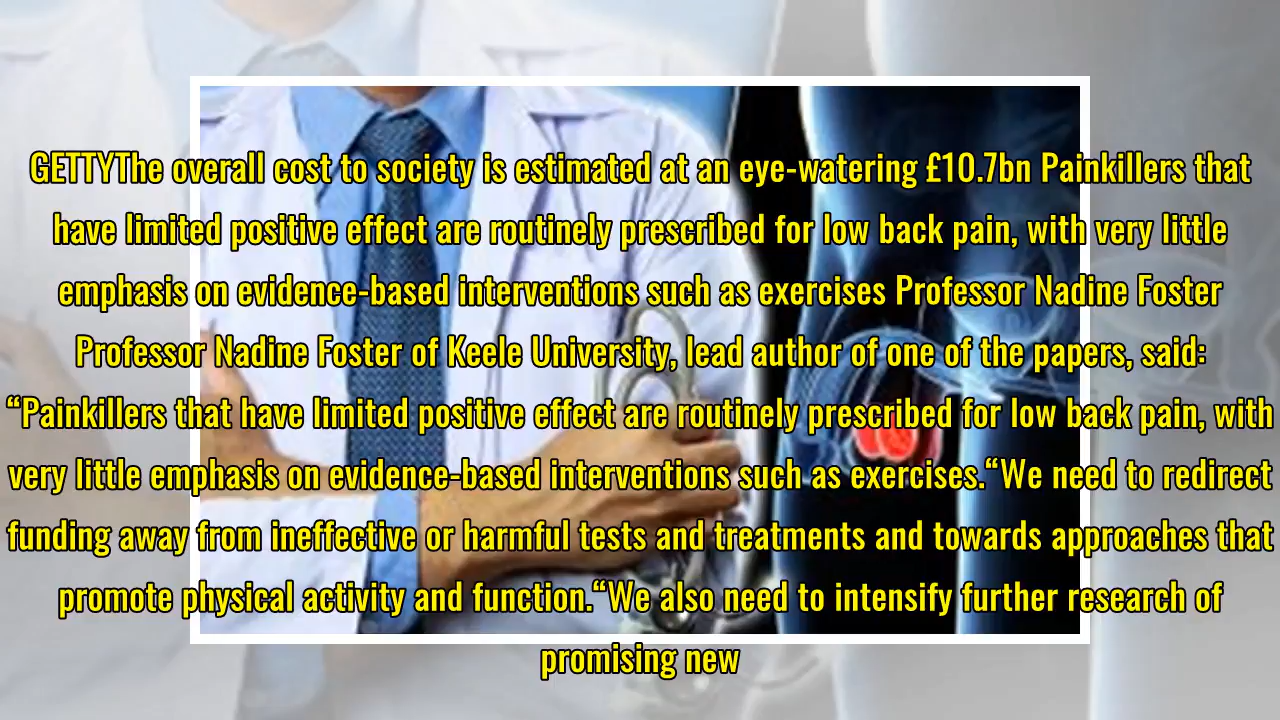 GETTYThe overall cost to society is estimated at an eye-watering £10.7bn Painkillers that
have limited positive effect are routinely prescribed for low back pain, with very little
emphasis on evidence-based interventions such as exercises Professor Nadine Foster
Professor Nadine Foster of Keele University, lead author of one of the papers, said:
“Painkillers that have limited positive effect are routinely prescribed for low back pain, with
very little emphasis on evidence-based interventions such as exercises.“We need to redirect
funding away from ineffective or harmful tests and treatments and towards approaches that
promote physical activity and function.“We also need to intensify further research of
promising new